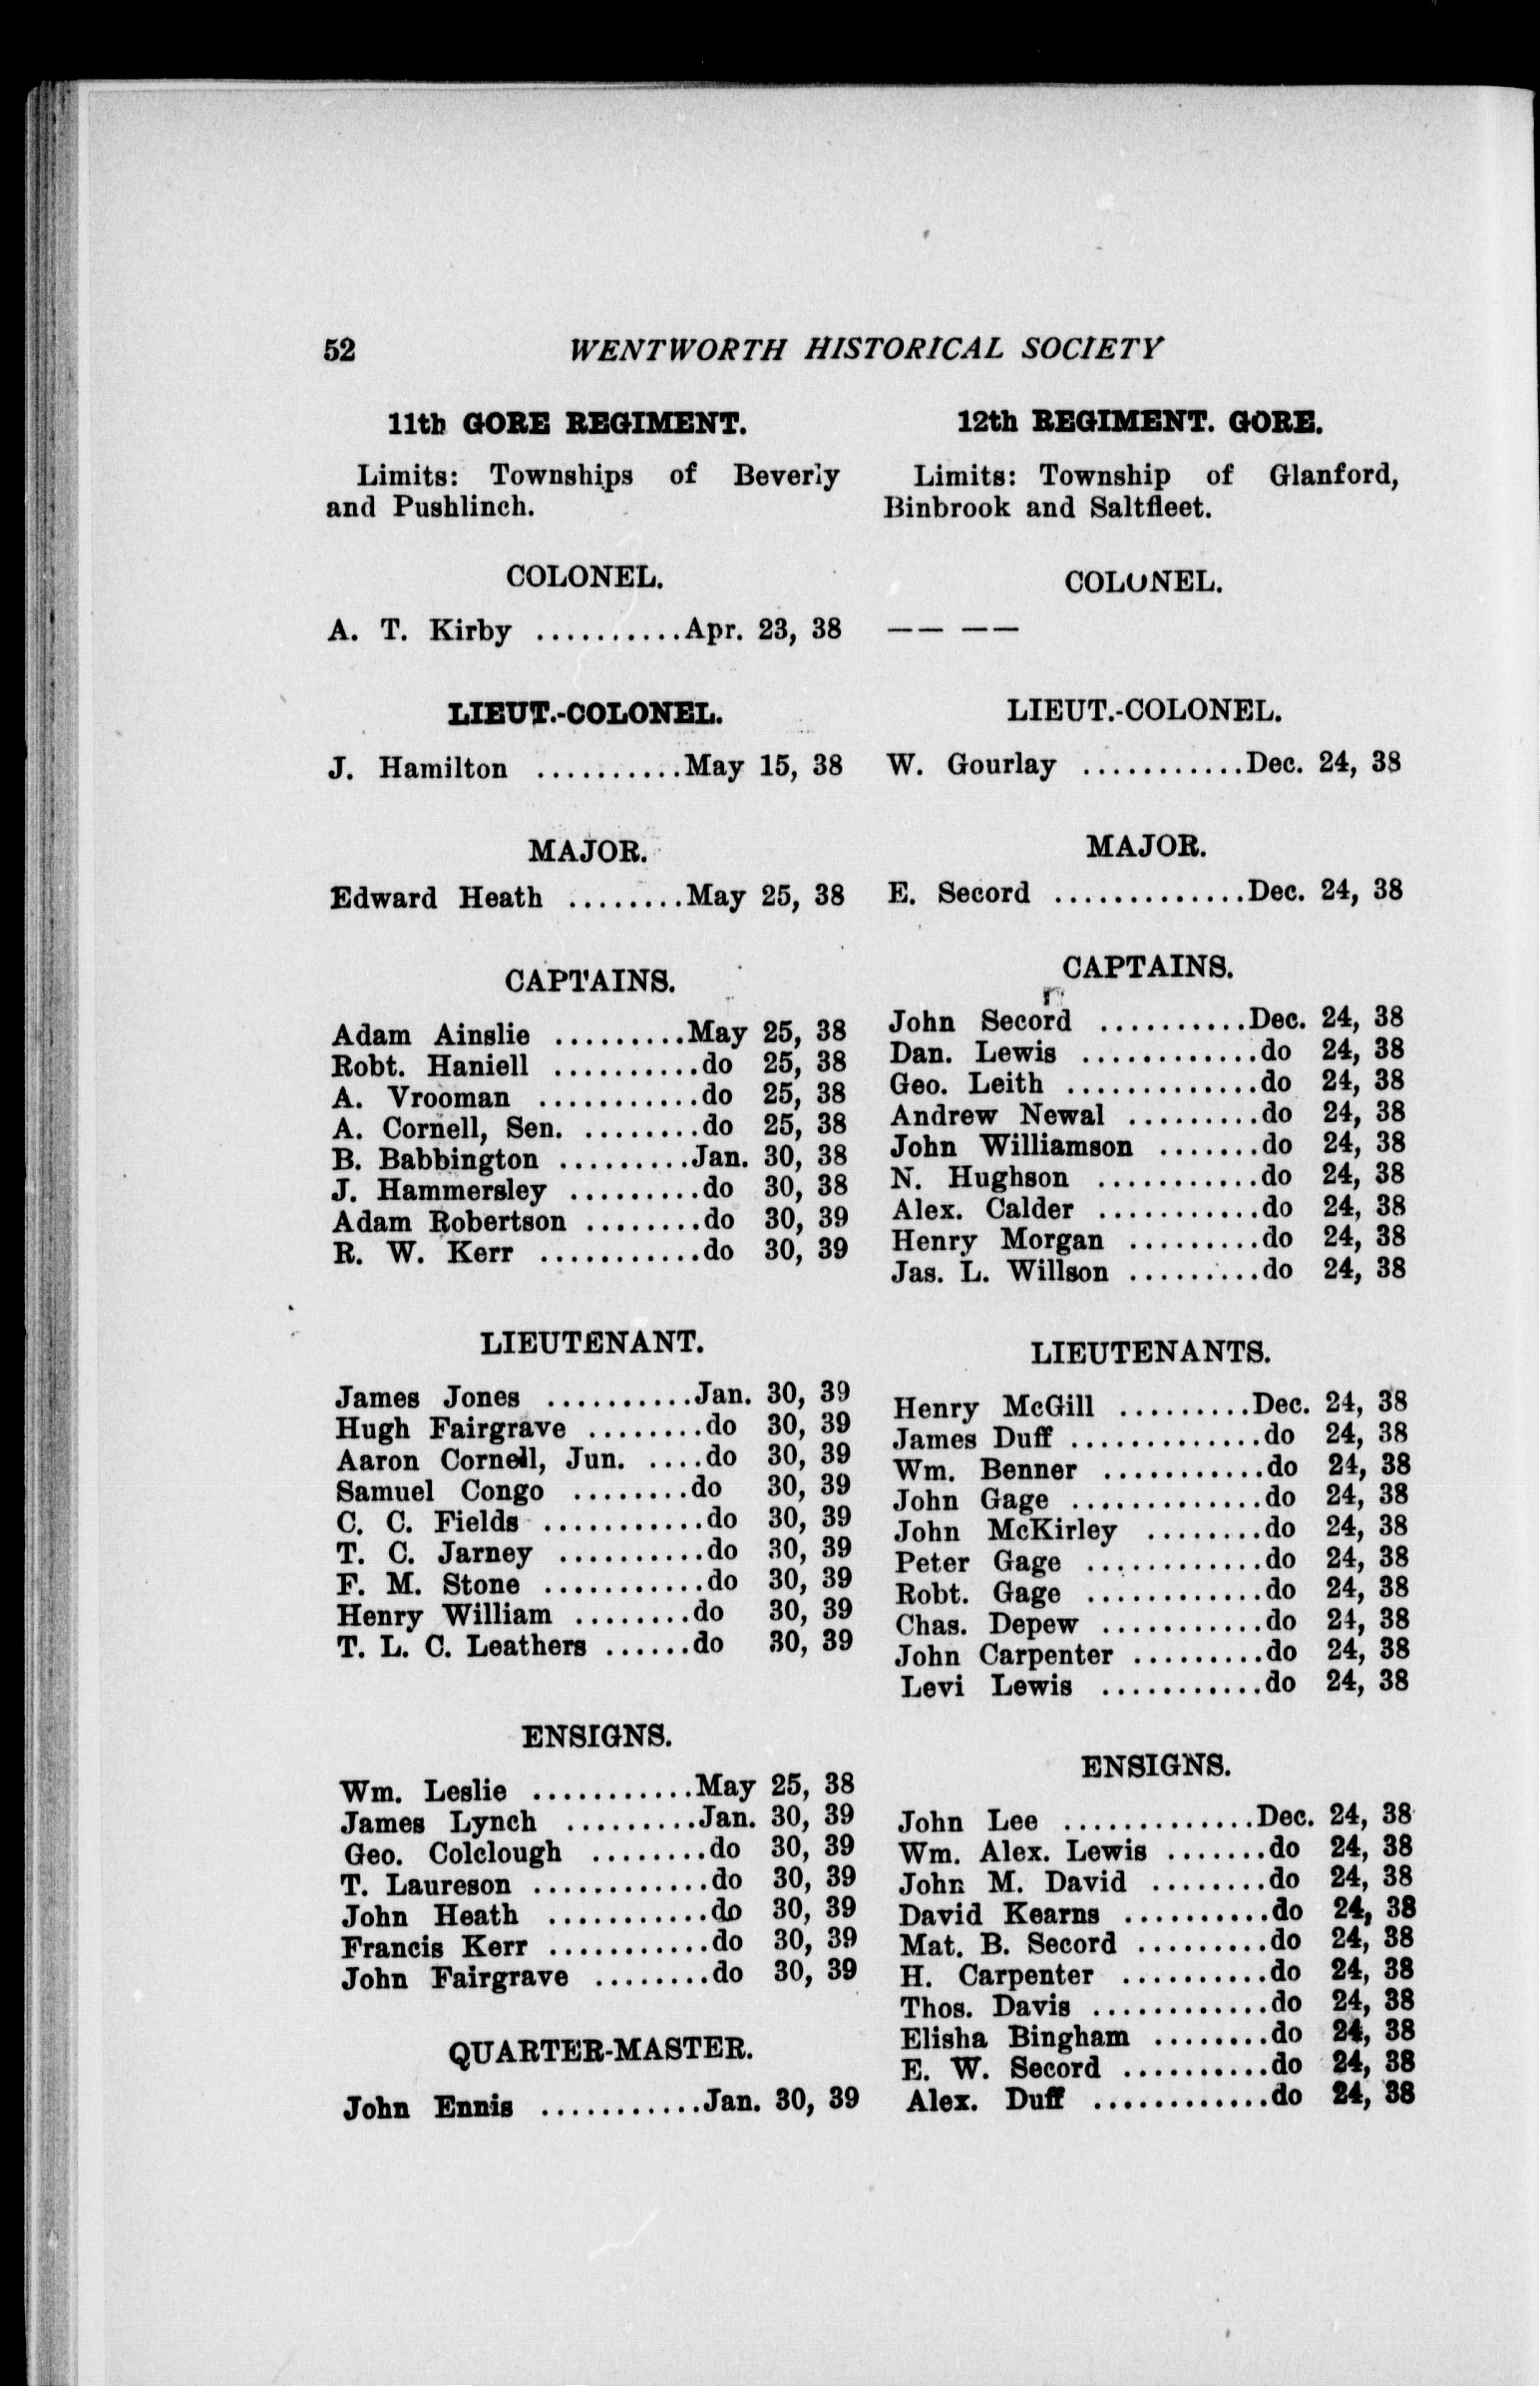 52 WENTWORTH HISTORICAL SOCIETY
11th GORE REGIMENT.
Limits: Townships of Beverly
and Pushlinch.
COLONEL.
A. T. Kirby ..........Apr. 23, 38
LIEUT.-COLONEL.
J. Hamilton ..........May 15, 38
MAJOR.
Edward Heath ........May 25, 38
CAPTAINS.
Adam Ainslie .........May 25, 38
Robt. Haniell ..........do 25, 38
A. Vrooman ...........do 25, 38
A. Cornell, Sen. ........do 25, 38
B. Babbington .........Jan. 30, 38
J. Hammersley .........do 30, 38
Adam Robertson ........do 30, 39
R. W. Kerr ...........do 30, 39
LIEUTENANT.
James Jones ..........Jan. 30, 39
Hugh Fairgrave ........do 30, 39
Aaron Cornell, Jun. ....do 30, 39
Samuel Congo ........do 30, 39
C. C. Fields ...........do 30, 39
T. C. Jarney ..........do 30, 39
F. M. Stone ...........do 30, 39
Henry William ........do 30, 39
T. L. C. Leathers ......do 30, 39
ENSIGNS.
Wm. Leslie ...........May 25, 38
James Lynch .........Jan. 30, 39
Geo. Colclough ........do 30, 39
T. Laureson ............do 30, 39
John Heath ...........do 30, 39
Francis Kerr ...........do 30, 39
John Fairgrave ........do 30, 39
QUARTER-MASTER.
John Ennis ...........Jan. 30, 39
12th REGIMENT. GORE.
Limits: Township of Glanford,
Binbrook and Saltfleet.
COLONEL.
—— ——
LIEUT.-COLONEL.
W. Gourlay ...........Dec. 24, 38
MAJOR.
E. Secord .............Dec. 24, 38
CAPTAINS.
John Secord ..........Dec. 24, 38
Dan. Lewis ............do 24, 38
Geo. Leith .............do 24, 38
Andrew Newal .........do 24, 38
John Williamson .......do 24, 38
N. Hughson ...........do 24, 38
Alex. Calder ...........do 24, 38
Henry Morgan .........do 24, 38
Jas. L. Willson .........do 24, 38
LIEUTENANTS.
Henry McGill .........Dec. 24, 38
James Duff .............do 24, 38
Wm. Benner ...........do 24, 38
John Gage .............do 24, 38
John McKirley ........do 24, 38
Peter Gage ............do 24, 38
Robt. Gage ............do 24, 38
Chas. Depew ...........do 24, 38
John Carpenter .........do 24, 38
Levi Lewis ...........do 24, 38
ENSIGNS.
John Lee .............Dec. 24, 38
Wm. Alex. Lewis .......do 24, 38
John M. David ........do 24, 38
David Kearns ..........do 24, 38
Mat. B. Secord .........do 24, 38
H. Carpenter ..........do 24, 38
Thos. Davis ............do 24, 38
Elisha Bingham ........do 24, 38
E. W. Secord ..........do 24, 38
Alex. Duff ............do 24, 38